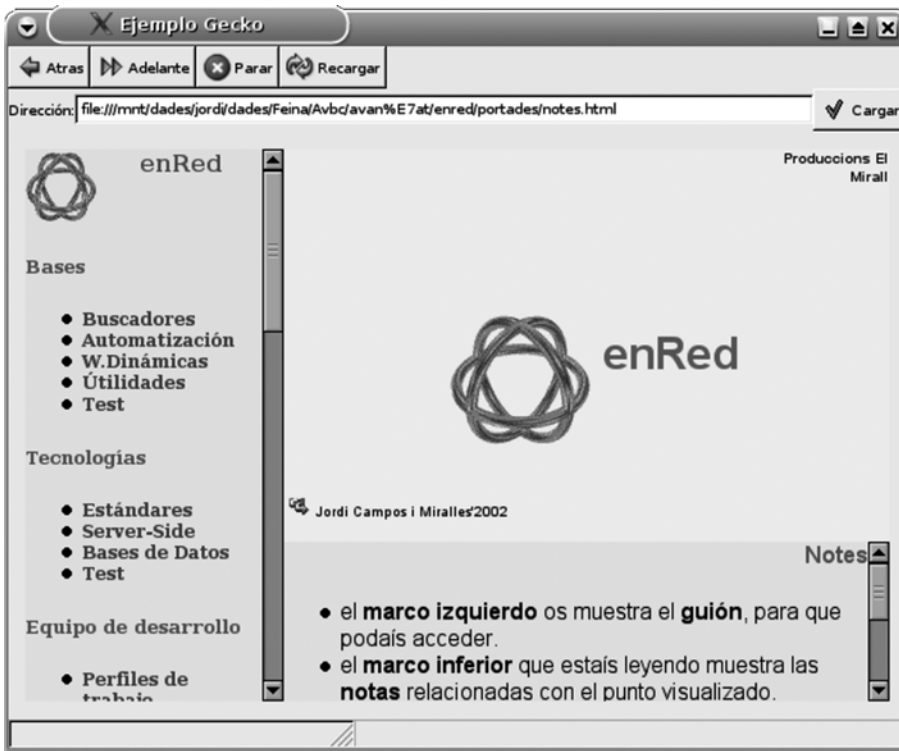 Ejemplo Gecko
Atras Adelante Parar Recargar
Dirección: file:///mnt/dades/jordi/dades/Feina/Avbc/avan%E7at/enred/portades/notes.html Cargar
enRed
Bases
Buscadores
Automatización
W.Dinámicas
Útilidades
Test
Tecnologías
Estándares
Server-Side
Bases de Datos
Test
Equipo de desarrollo
Perfiles de
trabajo
Produccions El
Mirall
enRed
Jordi Campos i Miralles'2002
Notes
el marco izquierdo os muestra el guión, para que
podaís acceder.
el marco inferior que estaís leyendo muestra las
notas relacionadas con el punto visualizado.